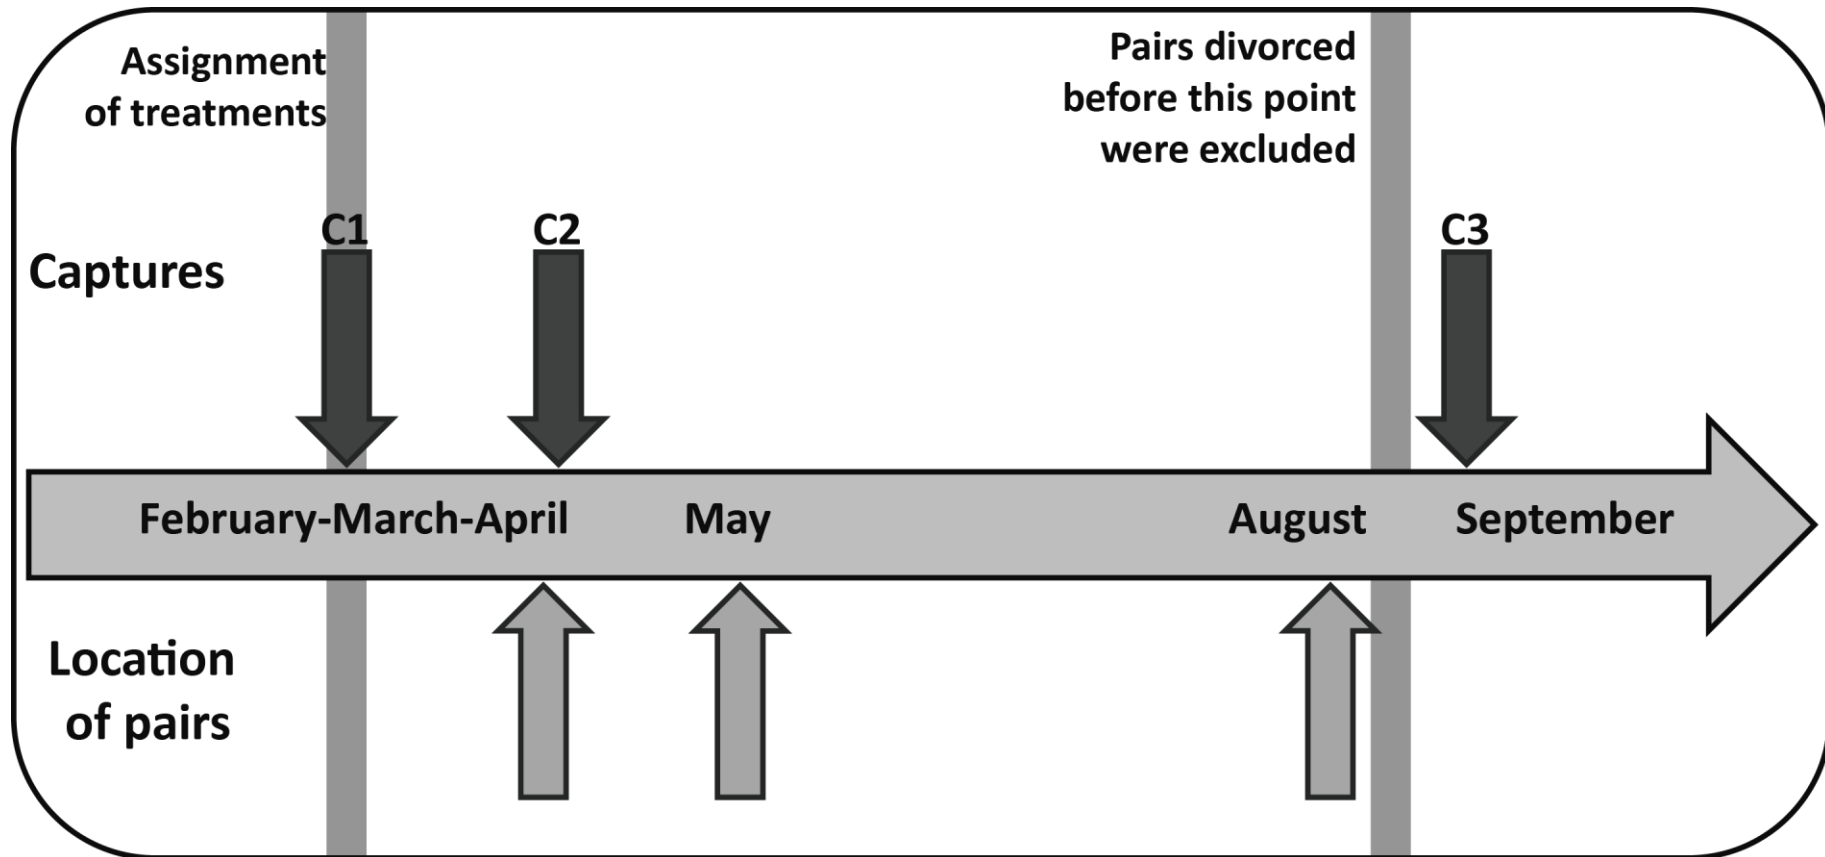 Assignment
of treatments
Pairs divorced
before this point
were excluded
Captures
C1
C2
C3
February-March-April
May
August
September
Location
of pairs